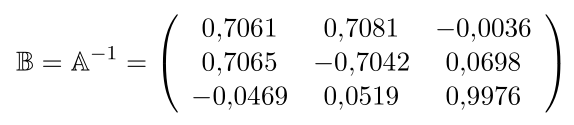 𝔹 = 𝔸⁻¹ = ( 0,7061 0,7081 −0,0036
0,7065 −0,7042 0,0698
−0,0469 0,0519 0,9976 )